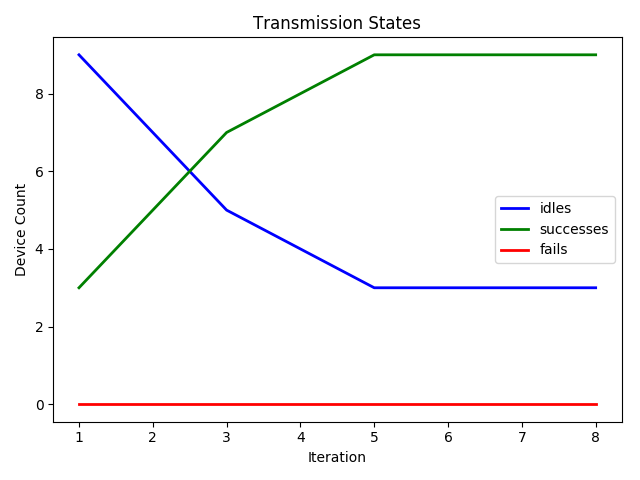 Transmission States
Device Count
8
6
4
2
0
idles
successes
fails
1 2 3 4 5 6 7 8
Iteration